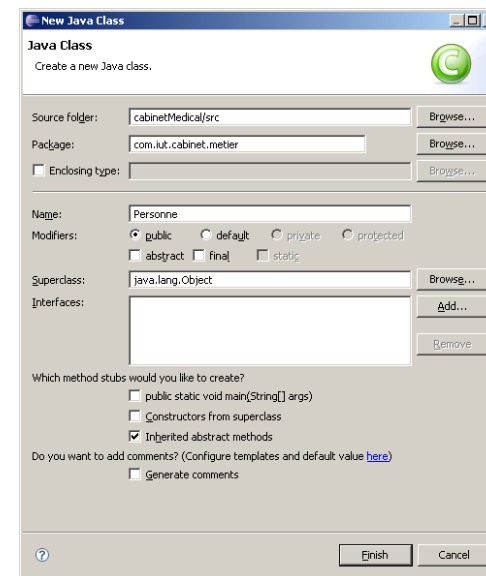 New Java Class
Java Class
Create a new Java class.
C
Source folder: cabinetMedical/src Browse...
Package: com.iut.cabinet.metier Browse...
Enclosing type: Browse...
Name: Personne
Modifiers: public default private protected
abstract final static
Superclass: java.lang.Object Browse...
Interfaces: Add...
Remove
Which method stubs would you like to create?
public static void main(String[] args)
Constructors from superclass
Inherited abstract methods
Do you want to add comments? (Configure templates and default value here)
Generate comments
? Finish Cancel